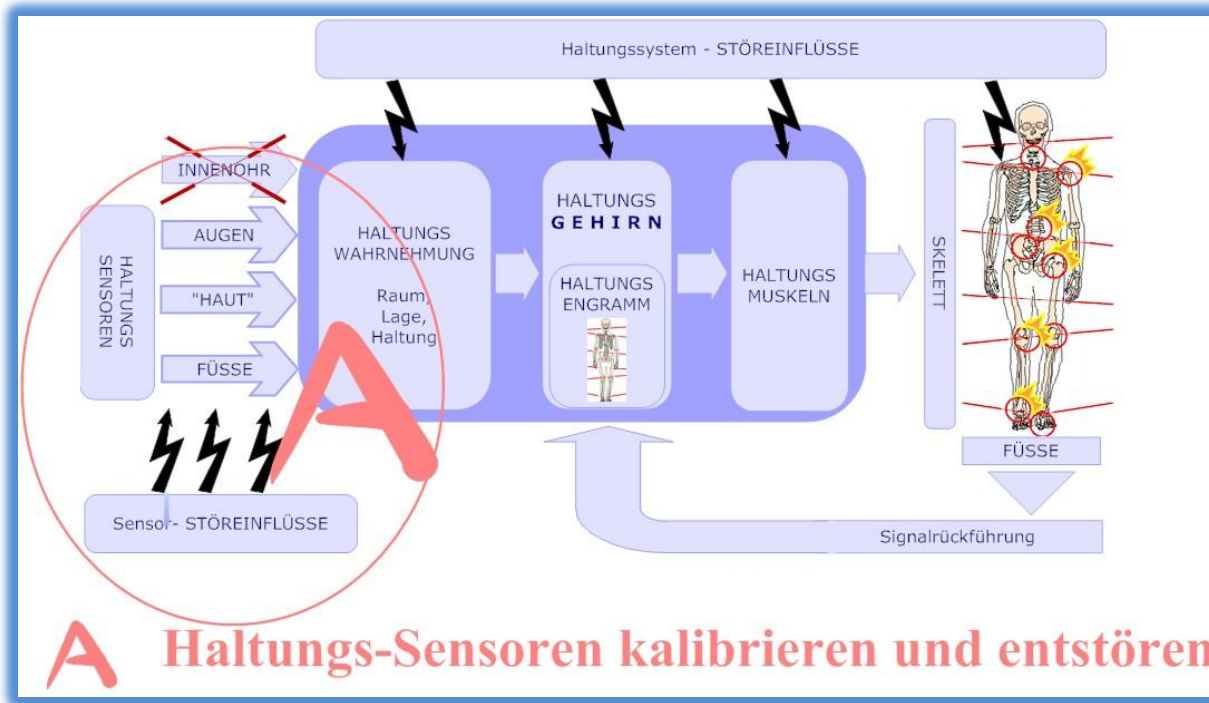 Haltungssystem - STÖREINFLÜSSE
INNENOHR
AUGEN
"HAUT"
FÜSSE
HALTUNGS
SENSOREN
HALTUNGS
WAHRNEHMUNG
Raum,
Lage,
Haltung
HALTUNGS
GEHIRN
HALTUNGS
ENGRAMM
HALTUNGS
MUSKELN
SKELETT
FÜSSE
Signalrückführung
Sensor- STÖREINFLÜSSE
A
A Haltungs-Sensoren kalibrieren und entstören